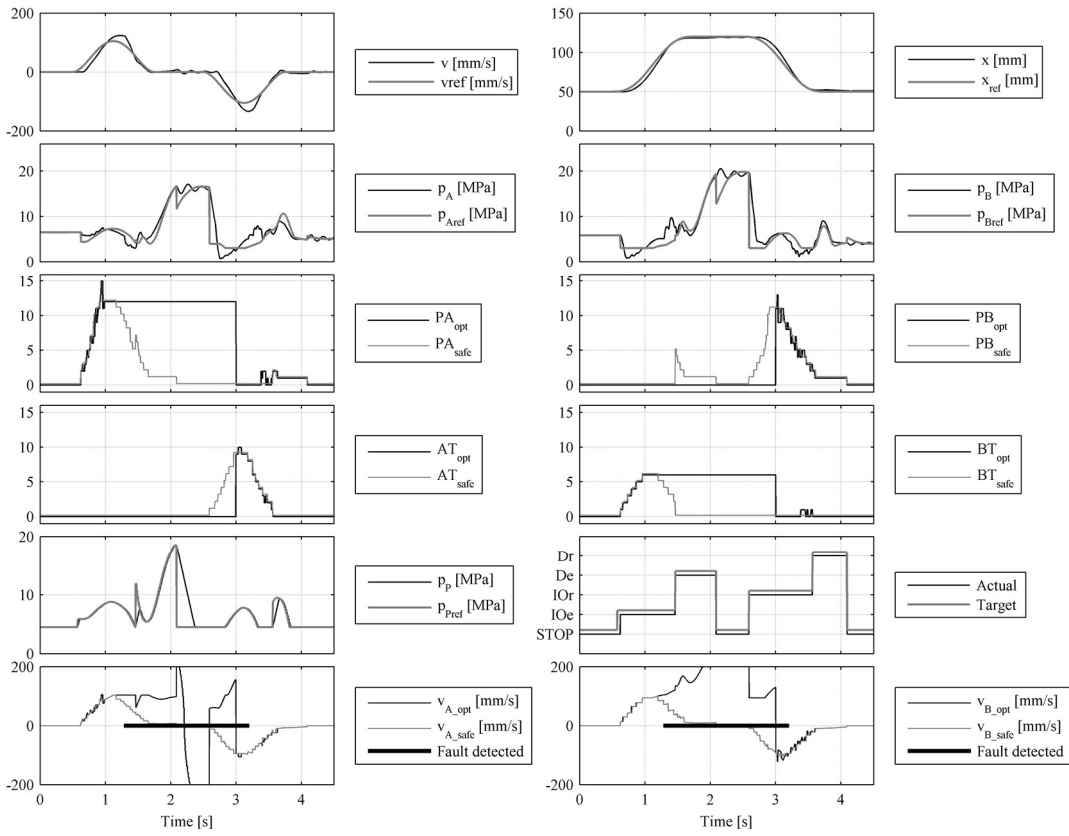 200
0
-200
v [mm/s]
vref [mm/s]
150
100
50
0
x [mm]
x_ref [mm]
20
10
0
p_A [MPa]
p_Aref [MPa]
20
10
0
p_B [MPa]
p_Bref [MPa]
15
10
5
0
PA_opt
PA_safe
15
10
5
0
PB_opt
PB_safe
15
10
5
0
AT_opt
AT_safe
15
10
5
0
BT_opt
BT_safe
20
10
0
p_P [MPa]
p_Pref [MPa]
Dr
De
IOr
IOe
STOP
Actual
Target
200
0
-200
0 1 2 3 4
Time [s]
v_A_opt [mm/s]
v_A_safe [mm/s]
Fault detected
200
0
-200
0 1 2 3 4
Time [s]
v_B_opt [mm/s]
v_B_safe [mm/s]
Fault detected